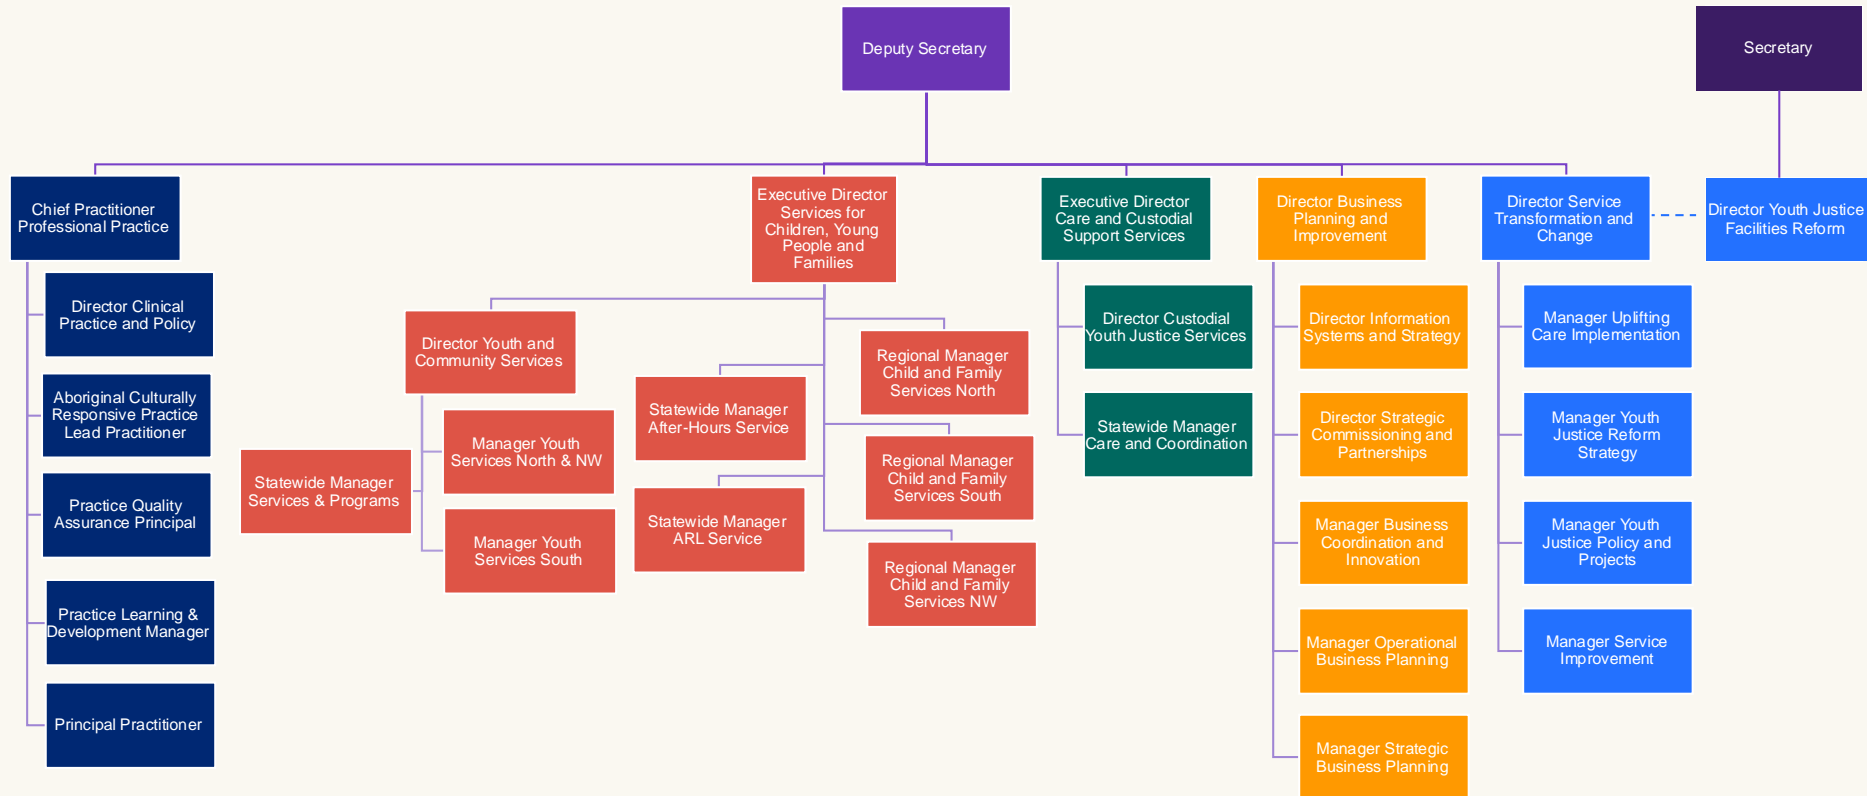 Deputy Secretary
Secretary
Chief Practitioner
Professional Practice
Director Clinical
Practice and Policy
Aboriginal Culturally
Responsive Practice
Lead Practitioner
Practice Quality
Assurance Principal
Practice Learning &
Development Manager
Principal Practitioner
Executive Director
Services for
Children, Young
People and
Families
Director Youth and
Community Services
Statewide Manager
Services & Programs
Manager Youth
Services North & NW
Manager Youth
Services South
Statewide Manager
After-Hours Service
Statewide Manager
ARL Service
Regional Manager
Child and Family
Services North
Regional Manager
Child and Family
Services South
Regional Manager
Child and Family
Services NW
Executive Director
Care and Custodial
Support Services
Director Custodial
Youth Justice Services
Statewide Manager
Care and Coordination
Director Business
Planning and
Improvement
Director Information
Systems and Strategy
Director Strategic
Commissioning and
Partnerships
Manager Business
Coordination and
Innovation
Manager Operational
Business Planning
Manager Strategic
Business Planning
Director Service
Transformation and
Change
Manager Uplifting
Care Implementation
Manager Youth
Justice Reform
Strategy
Manager Youth
Justice Policy and
Projects
Manager Service
Improvement
Director Youth Justice
Facilities Reform